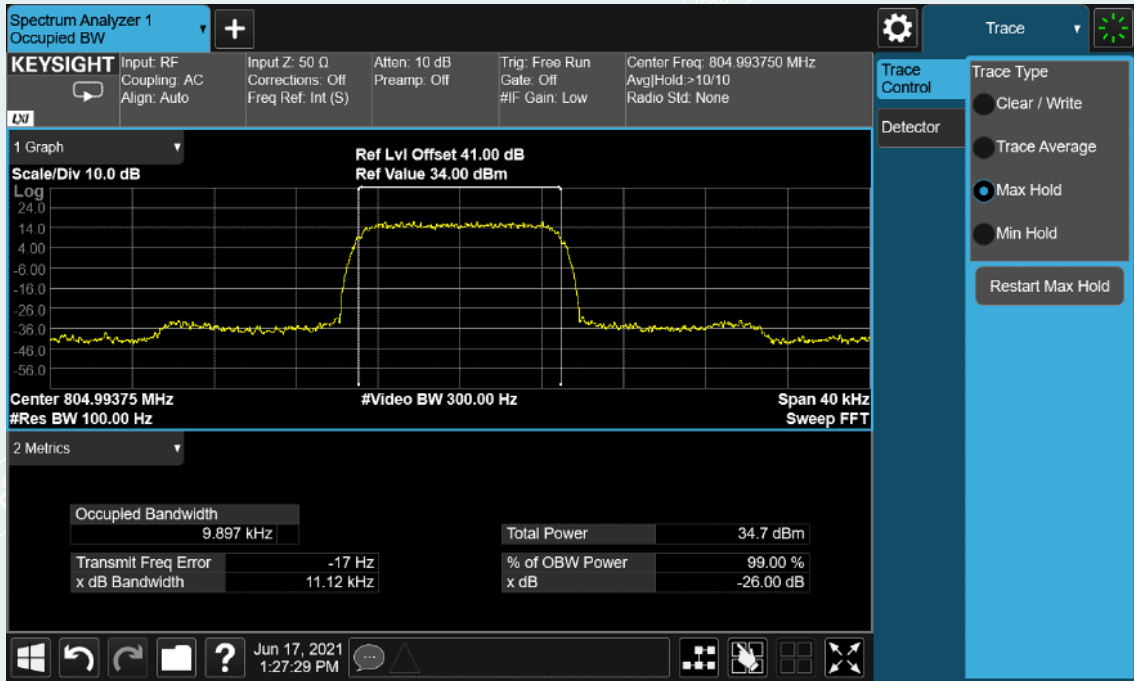 Spectrum Analyzer 1
Occupied BW
+
Trace
KEYSIGHT
Input: RF
Coupling: AC
Align: Auto
Input Z: 50 Ω
Corrections: Off
Freq Ref: Int (S)
Atten: 10 dB
Preamp: Off
Trig: Free Run
Gate: Off
#IF Gain: Low
Center Freq: 804.993750 MHz
Avg|Hold:>10/10
Radio Std: None
LXI
Trace
Control
Detector
Trace Type
Clear / Write
Trace Average
Max Hold
Min Hold
Restart Max Hold
1 Graph
Scale/Div 10.0 dB
Ref Lvl Offset 41.00 dB
Ref Value 34.00 dBm
Log
24.0
14.0
4.00
-6.00
-16.0
-26.0
-36.0
-46.0
-56.0
Center 804.99375 MHz
#Video BW 300.00 Hz
Span 40 kHz
#Res BW 100.00 Hz
Sweep FFT
2 Metrics
Occupied Bandwidth
9.897 kHz
Total Power 34.7 dBm
Transmit Freq Error -17 Hz
% of OBW Power 99.00 %
x dB Bandwidth 11.12 kHz
x dB -26.00 dB
?
Jun 17, 2021
1:27:29 PM